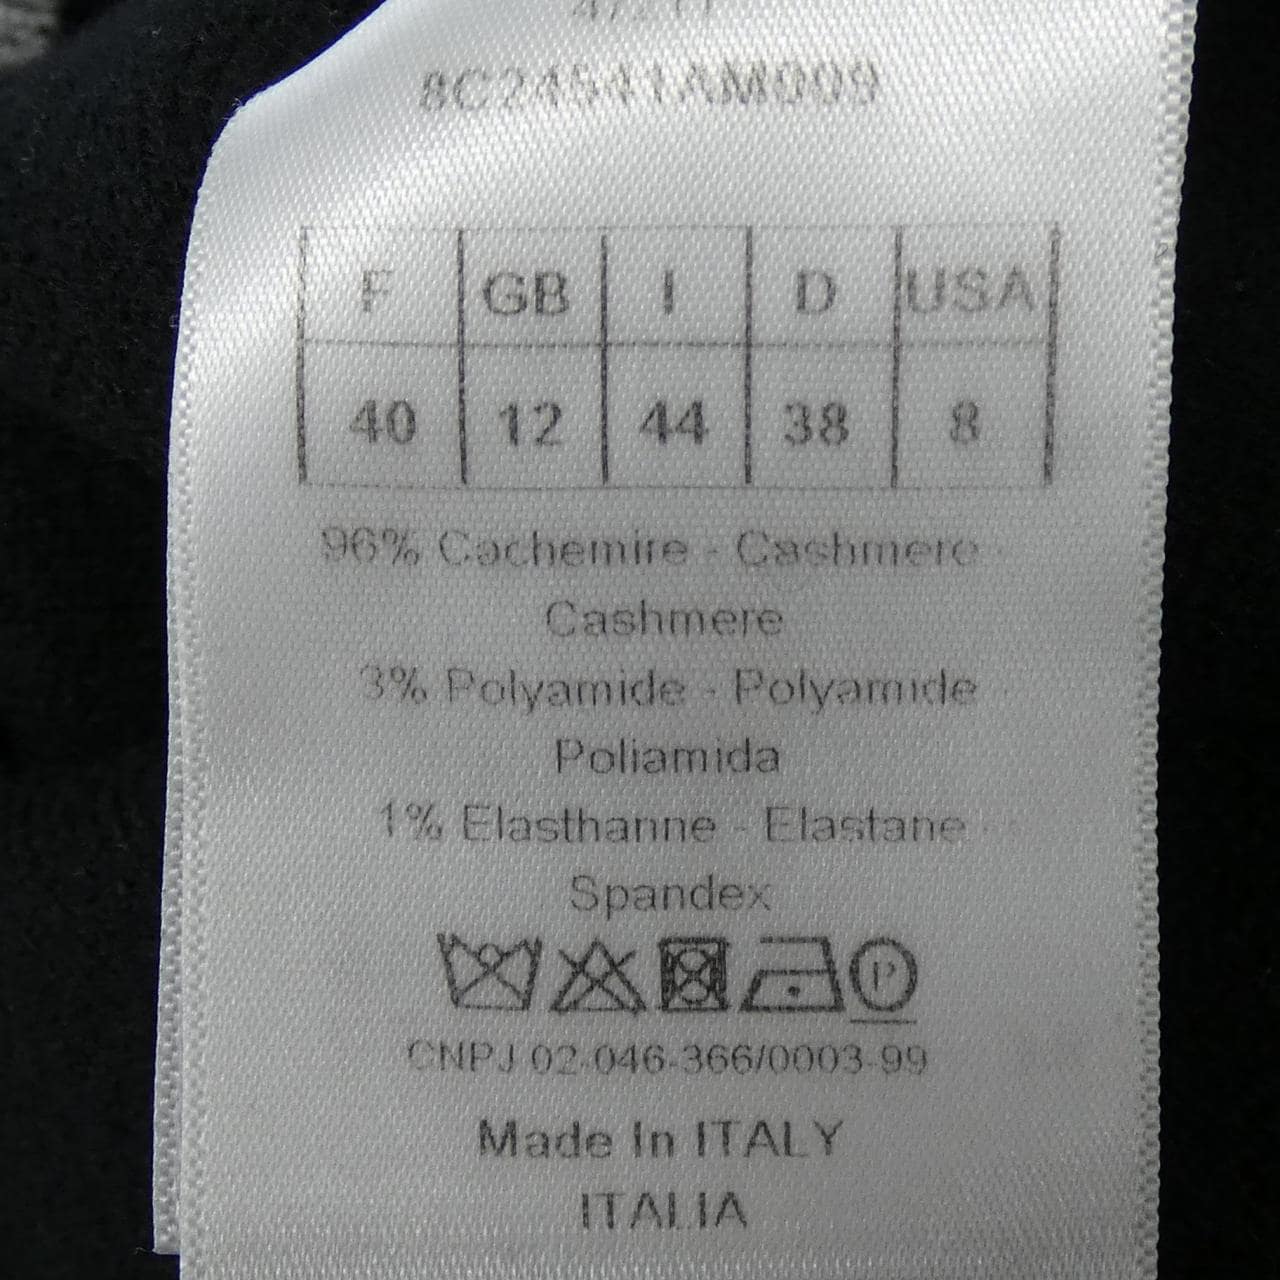 8C24541AM009
F GB I D USA
40 12 44 38 8
96% Cachemire - Cashmere
Cashmere
3% Polyamide - Polyamide
Poliamida
1% Elasthanne - Elastane
Spandex
P
CNPJ 02-046-366/0003-99
Made In ITALY
ITALIA